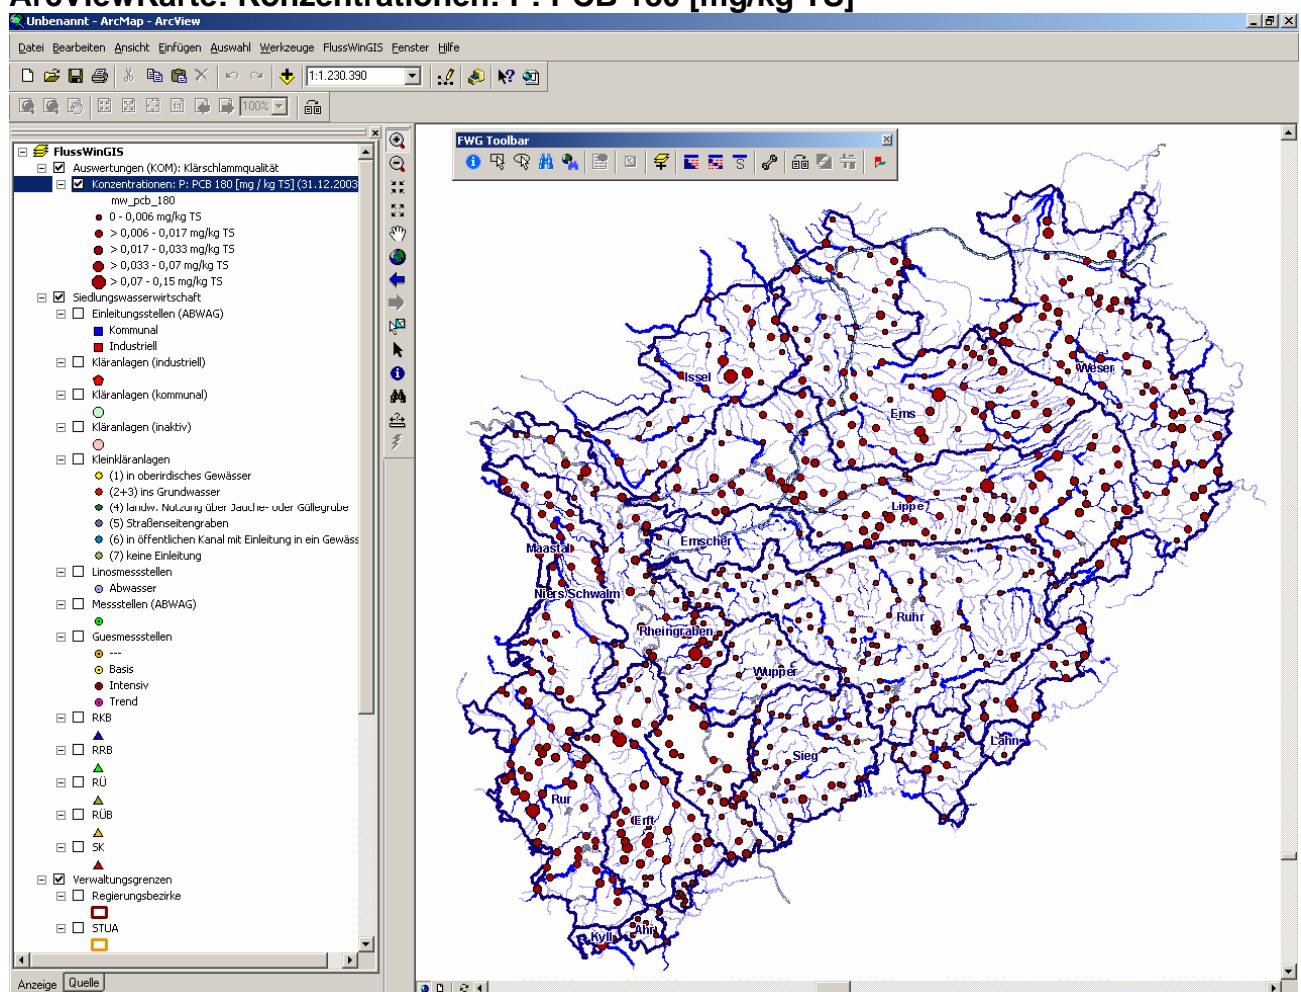 ArcViewKarte: Konzentrationen: P: PCB 180 [mg/kg TS]
Unbenannt - ArcMap - ArcView
Datei Bearbeiten Ansicht Einfügen Auswahl Werkzeuge FlussWinGIS Fenster Hilfe
1:1.230.390
100%
FWG Toolbar
FlussWinGIS
Auswertungen (KOM): Klärschlammqualität
Konzentrationen: P: PCB 180 [mg / kg TS] (31.12.2003
mw_pcb_180
0 - 0,006 mg/kg TS
> 0,006 - 0,017 mg/kg TS
> 0,017 - 0,033 mg/kg TS
> 0,033 - 0,07 mg/kg TS
> 0,07 - 0,15 mg/kg TS
Siedlungswasserwirtschaft
Einleitungsstellen (ABWAG)
Kommunal
Industriell
Kläranlagen (industriell)
Kläranlagen (kommunal)
Kläranlagen (inaktiv)
Kleinkläranlagen
(1) in oberirdisches Gewässer
(2+3) ins Grundwasser
(4) landw. Nutzung über Jauche- oder Güllegrube
(5) Straßenseitengraben
(6) in öffentlichen Kanal mit Einleitung in ein Gewäss
(7) keine Einleitung
Linosmessstellen
Abwasser
Messstellen (ABWAG)
Guesmessstellen
---
Basis
Intensiv
Trend
RKB
RRB
RÜ
RÜB
SK
Verwaltungsgrenzen
Regierungsbezirke
STUA
Anzeige Quelle
Issel
Weser
Ems
Lippe
Emscher
Maastal
Niers Schwalm
Ruhr
Rheingraben
Wupper
Lahn
Sieg
Rur
Erft
Kyll
Ahr